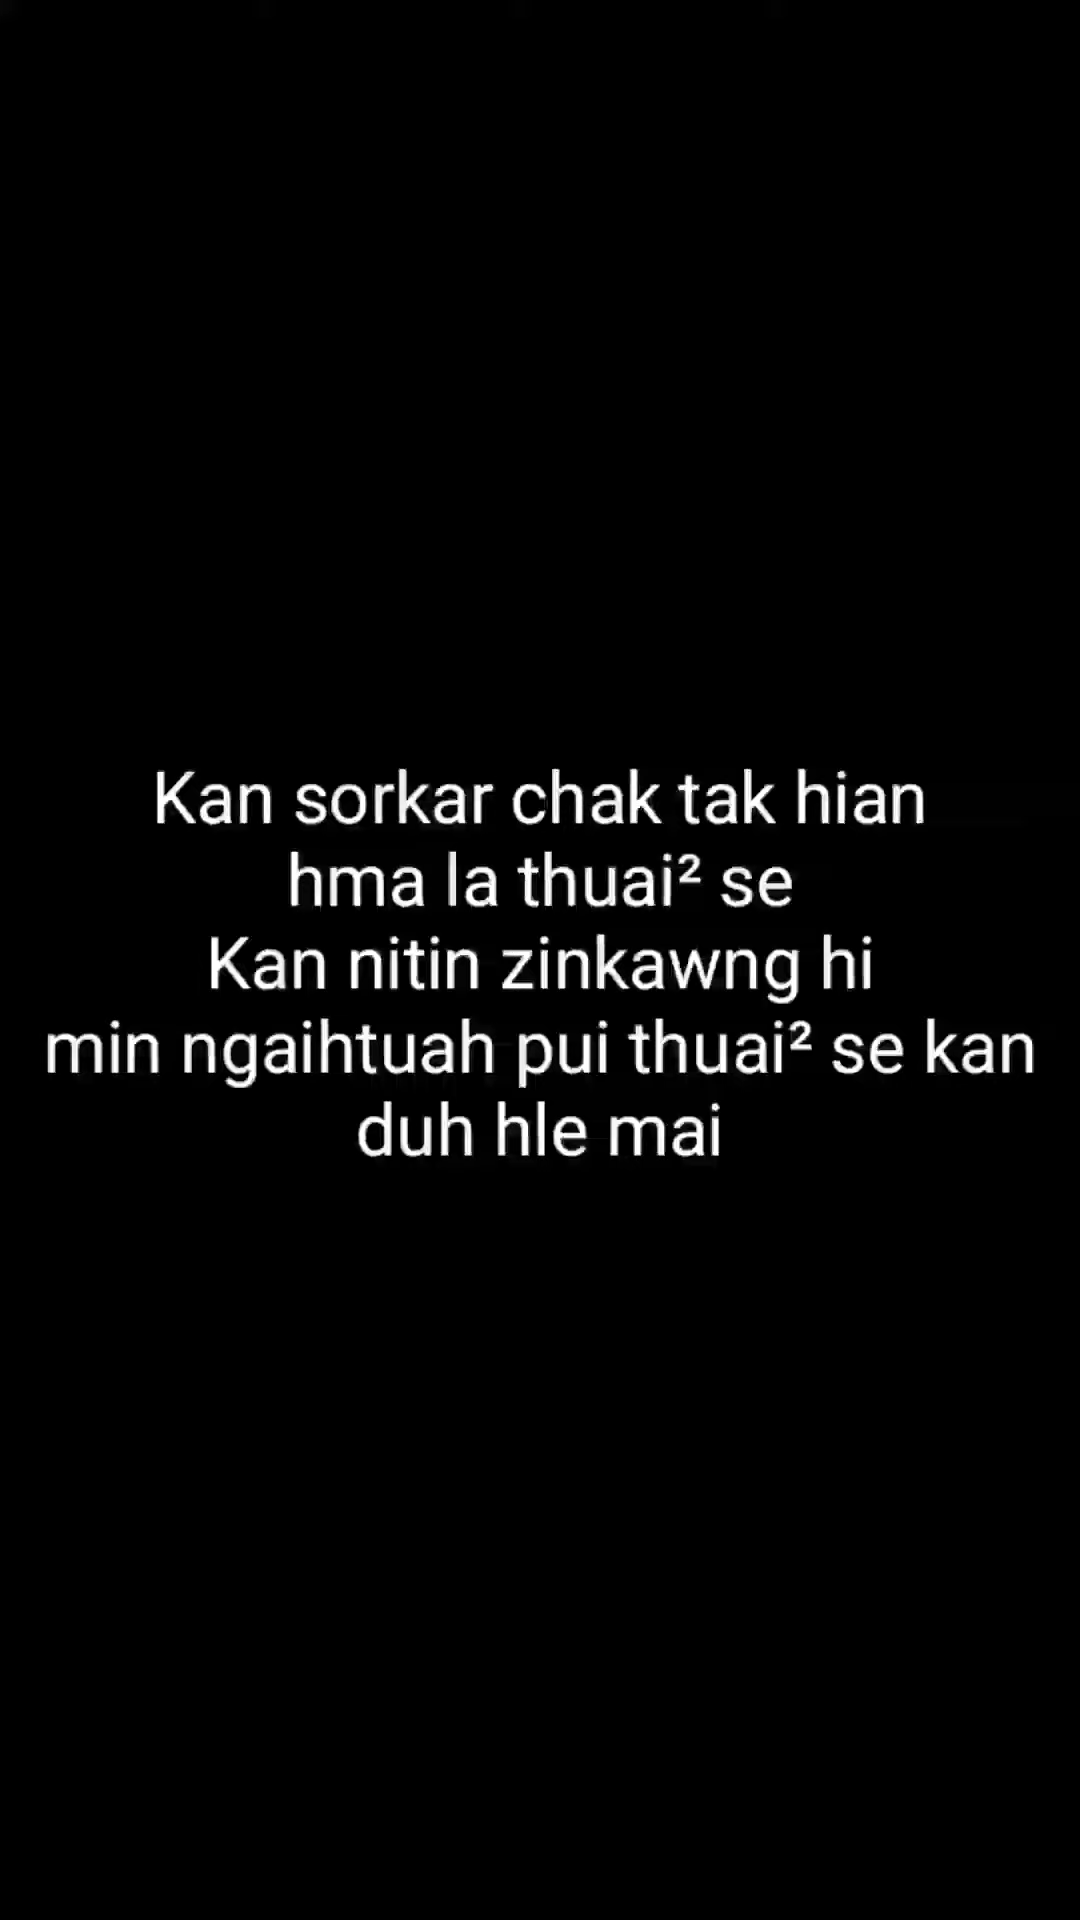 Kan sorkar chak tak hian
hma la thuai² se
Kan nitin zinkawng hi
min ngaihtuah pui thuai² se kan
duh hle mai